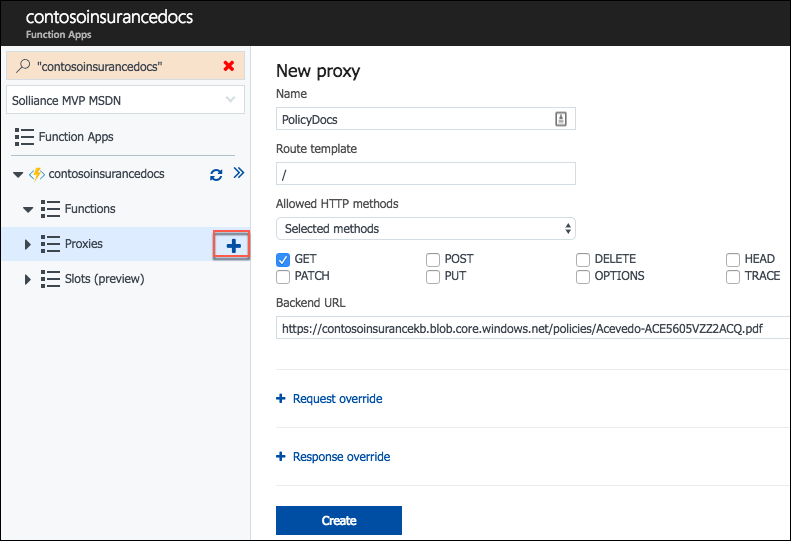 contosoinsurancedocs
Function Apps
"contosoinsurancedocs"
Solliance MVP MSDN
Function Apps
contosoinsurancedocs
Functions
Proxies
Slots (preview)
New proxy
Name
PolicyDocs
Route template
/
Allowed HTTP methods
Selected methods
GET POST DELETE HEAD
PATCH PUT OPTIONS TRACE
Backend URL
https://contosoinsurancekb.blob.core.windows.net/policies/Acevedo-ACE5605VZZ2ACQ.pdf
Request override
Response override
Create